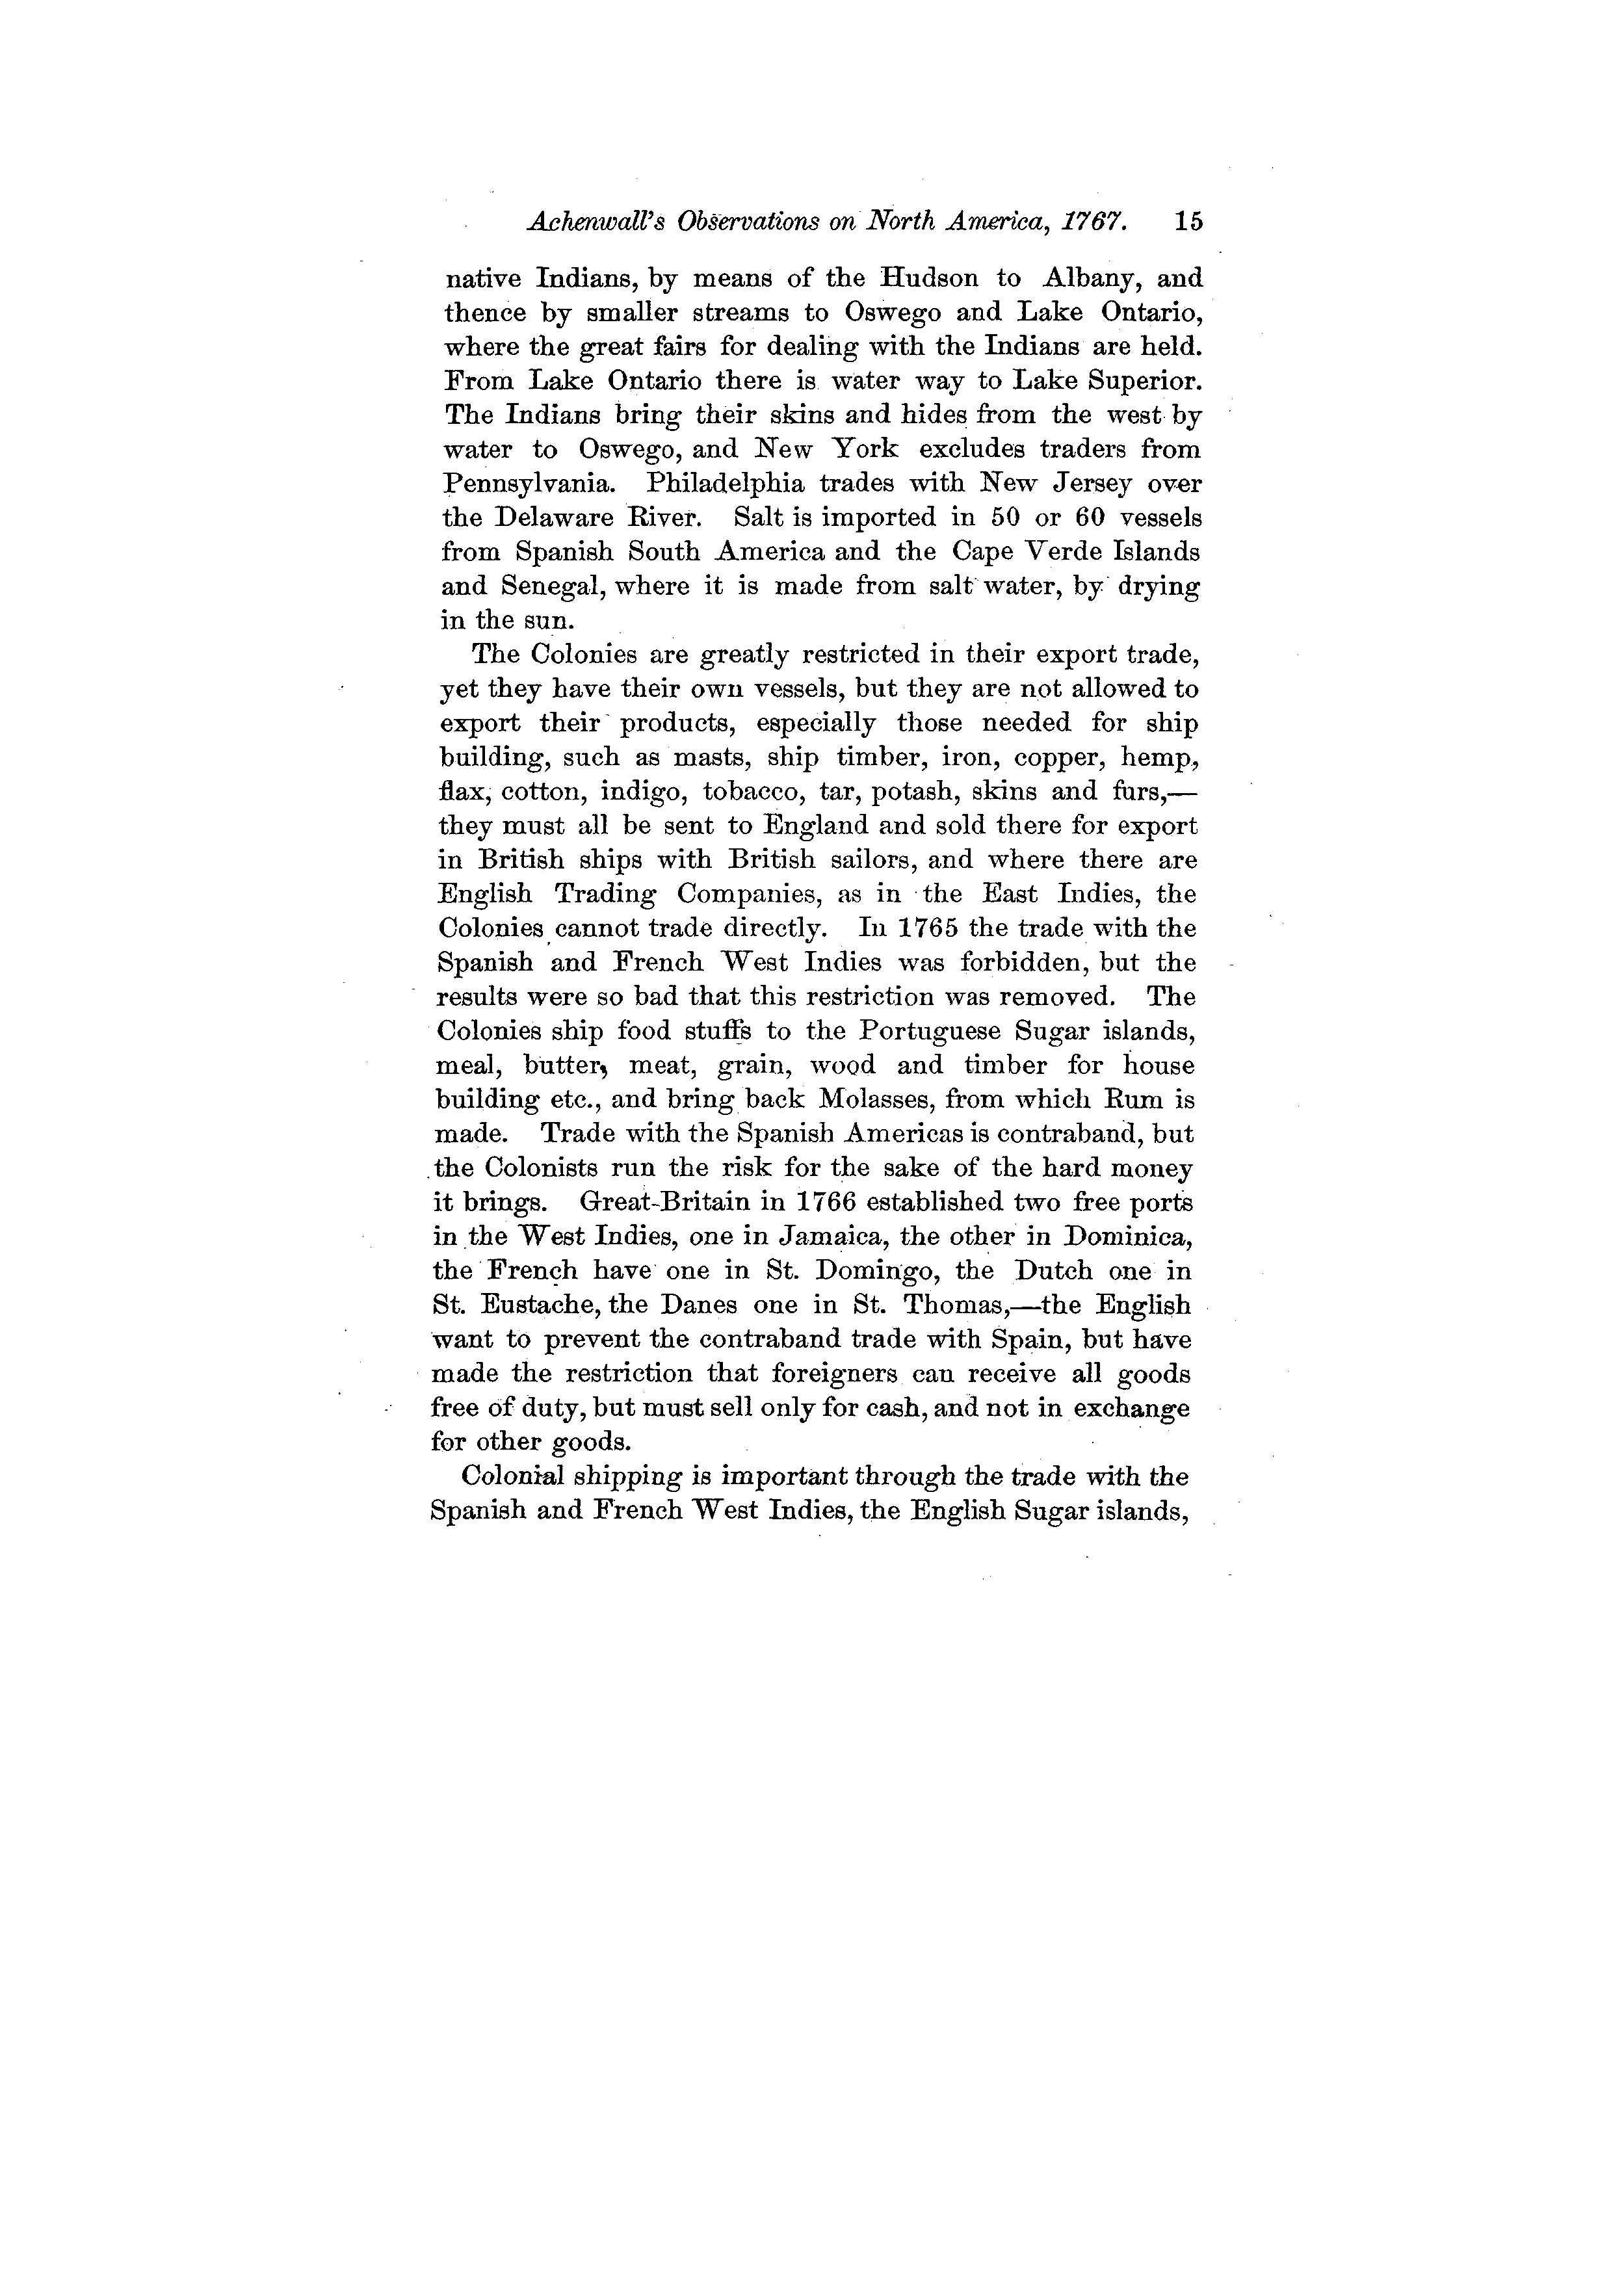 Achenwall's Observations on North America, 1767. 15
native Indians, by means of the Hudson to Albany, and
thence by smaller streams to Oswego and Lake Ontario,
where the great fairs for dealing with the Indians are held.
From Lake Ontario there is water way to Lake Superior.
The Indians bring their skins and hides from the west by
water to Oswego, and New York excludes traders from
Pennsylvania. Philadelphia trades with New Jersey over
the Delaware River. Salt is imported in 50 or 60 vessels
from Spanish South America and the Cape Verde Islands
and Senegal, where it is made from salt water, by drying
in the sun.
The Colonies are greatly restricted in their export trade,
yet they have their own vessels, but they are not allowed to
export their products, especially those needed for ship
building, such as masts, ship timber, iron, copper, hemp,
flax, cotton, indigo, tobacco, tar, potash, skins and furs,—
they must all be sent to England and sold there for export
in British ships with British sailors, and where there are
English Trading Companies, as in the East Indies, the
Colonies cannot trade directly. In 1765 the trade with the
Spanish and French West Indies was forbidden, but the
results were so bad that this restriction was removed. The
Colonies ship food stuffs to the Portuguese Sugar islands,
meal, butter, meat, grain, wood and timber for house
building etc., and bring back Molasses, from which Rum is
made. Trade with the Spanish Americas is contraband, but
the Colonists run the risk for the sake of the hard money
it brings. Great-Britain in 1766 established two free ports
in the West Indies, one in Jamaica, the other in Dominica,
the French have one in St. Domingo, the Dutch one in
St. Eustache, the Danes one in St. Thomas,—the English
want to prevent the contraband trade with Spain, but have
made the restriction that foreigners can receive all goods
free of duty, but must sell only for cash, and not in exchange
for other goods.
Colonial shipping is important through the trade with the
Spanish and French West Indies, the English Sugar islands,